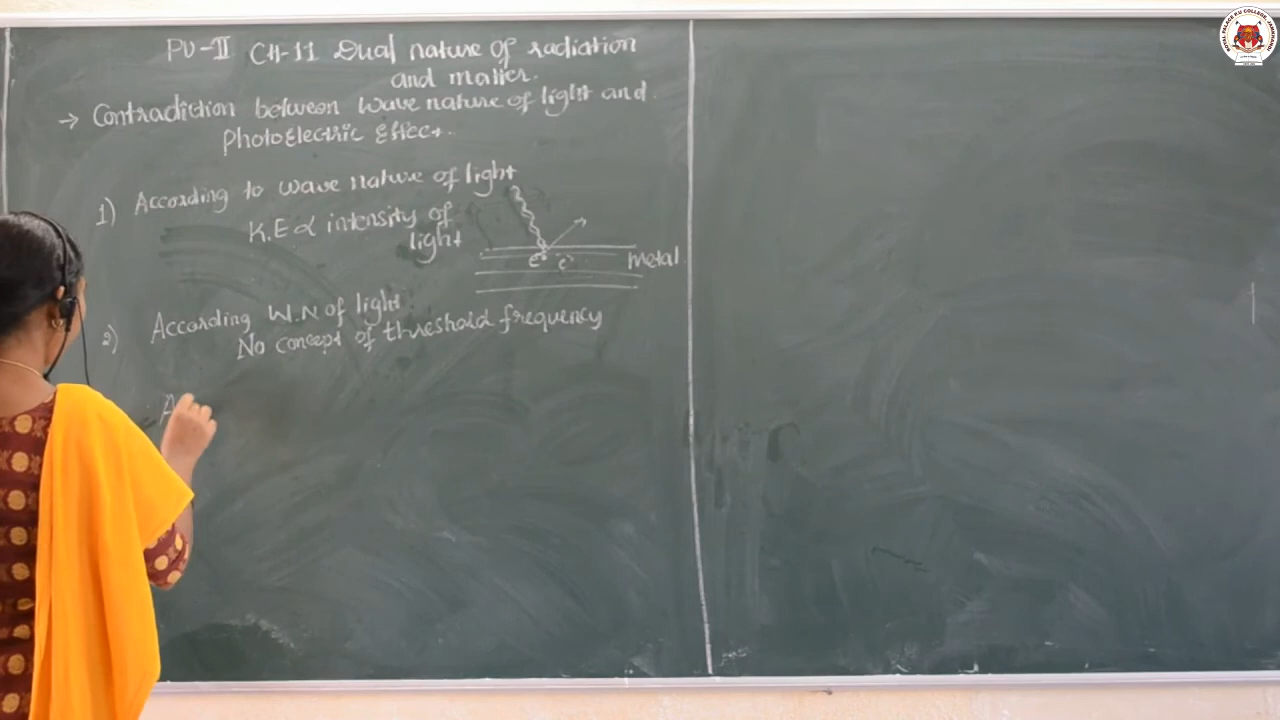 PU-II CH-11 Dual nature of radiation
and matter.
→ Contradiction between wave nature of light and
Photoelectric Effect.
1) According to wave nature of light
K.E ∝ intensity of
light
e⁻ e⁻
Metal
2) According W.N of light
No concept of threshold frequency
A